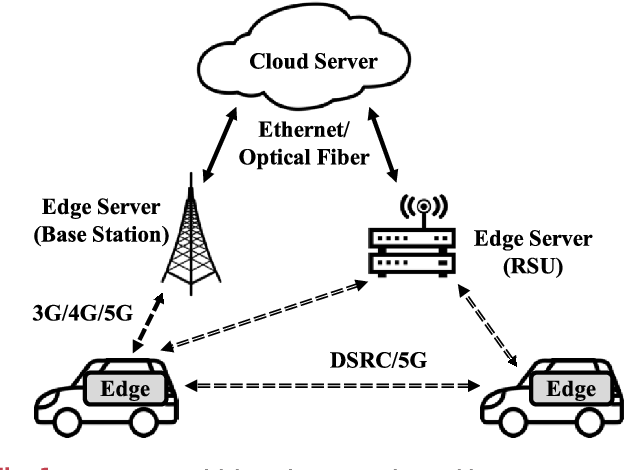 Cloud Server
Ethernet/
Optical Fiber
Edge Server
(Base Station)
Edge Server
(RSU)
3G/4G/5G
DSRC/5G
Edge
Edge